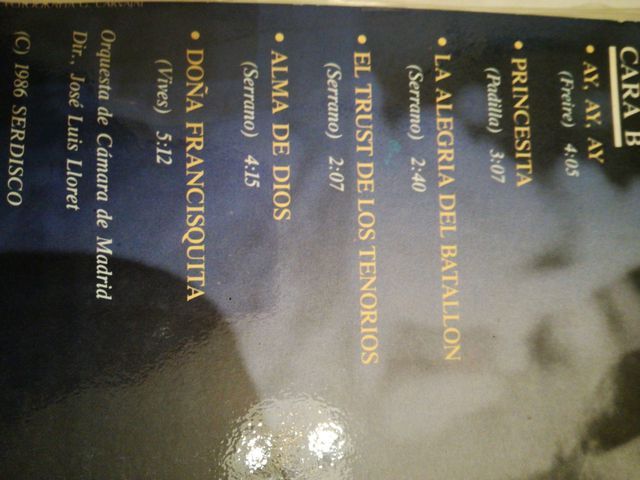 CARA B
• AY, AY, AY
(Freire) 4:05
• PRINCESITA
(Padilla) 3:07
• LA ALEGRIA DEL BATALLON
(Serrano) 2:40
• EL TRUST DE LOS TENORIOS
(Serrano) 2:07
• ALMA DE DIOS
(Serrano) 4:15
• DOÑA FRANCISQUITA
(Vives) 5:12
Orquesta de Cámara de Madrid
Dir., José Luis Lloret
(C) 1986 SERDISCO